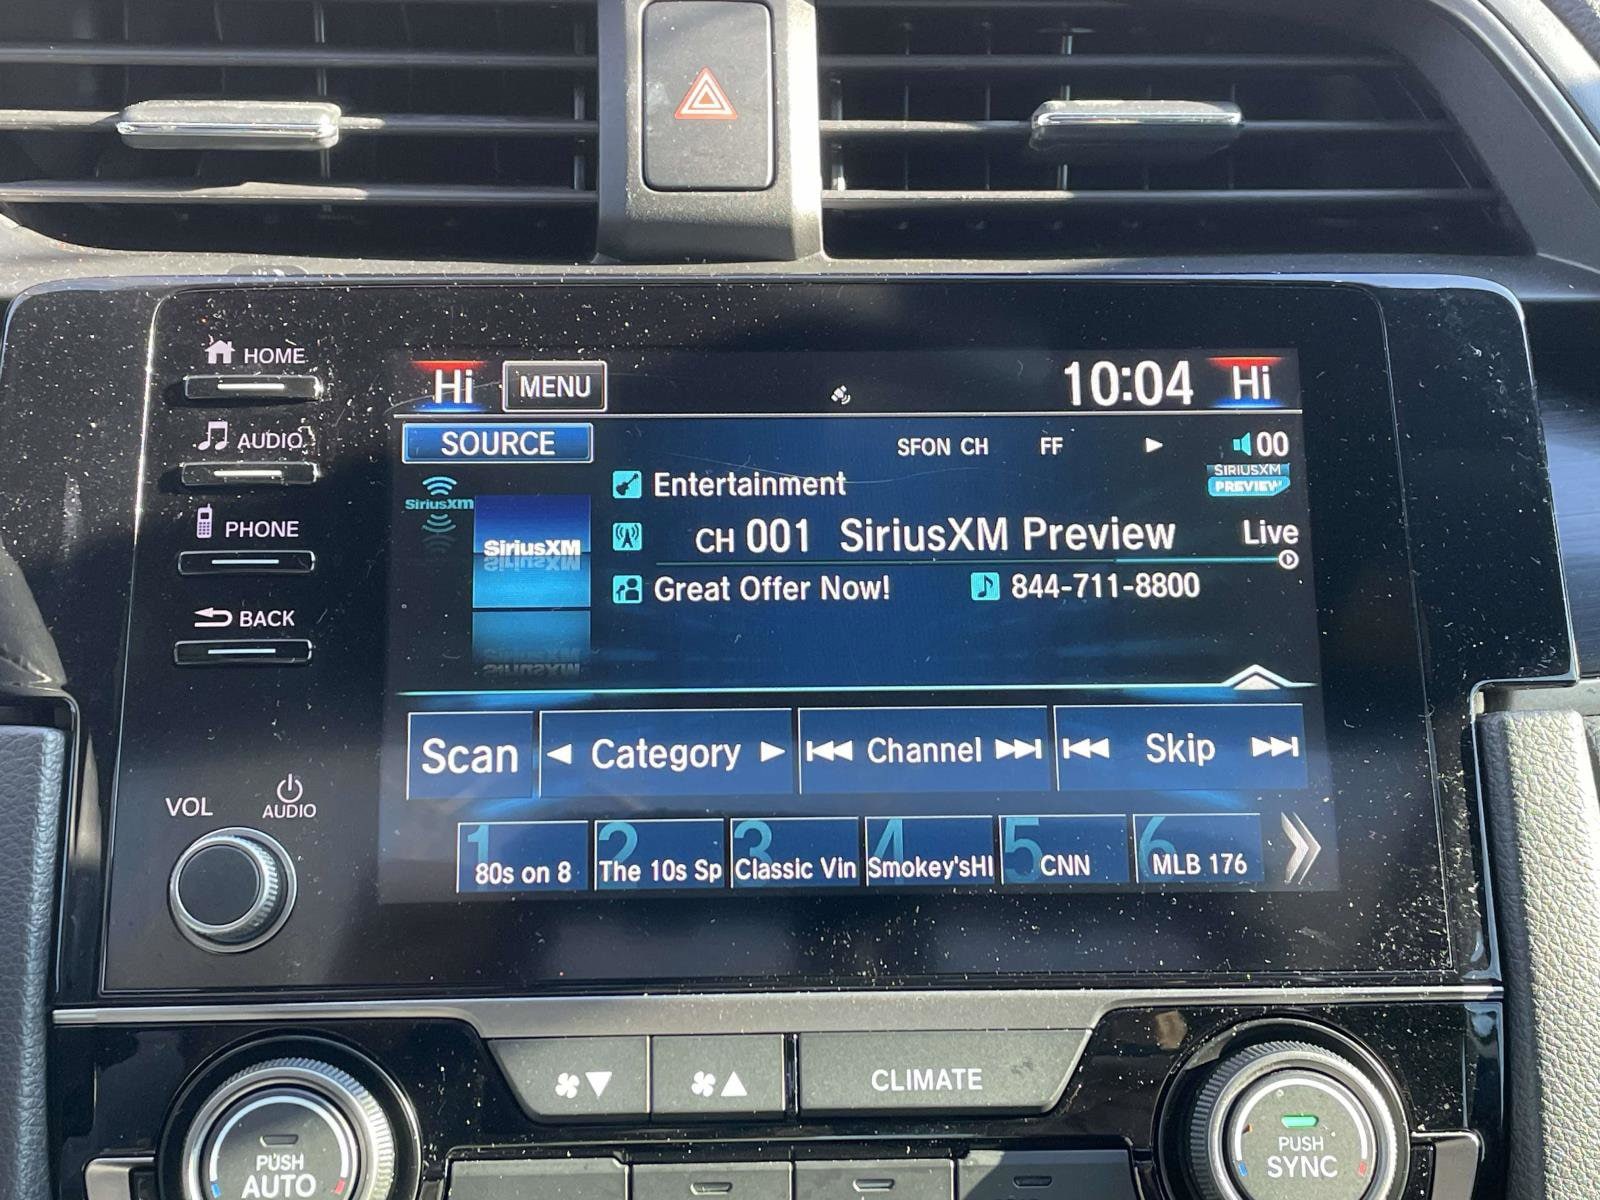 HOME
Hi MENU 10:04 Hi
AUDIO
SOURCE SFON CH FF 00
SiriusXM Entertainment SIRIUSXM PREVIEW
PHONE
SiriusXM CH 001 SiriusXM Preview Live
Great Offer Now! 844-711-8800
BACK
Scan Category Channel Skip
VOL AUDIO
1 80s on 8
2 The 10s Sp
3 Classic Vin
4 Smokey'sHI
5 CNN
6 MLB 176
CLIMATE
PUSH
AUTO
PUSH
SYNC